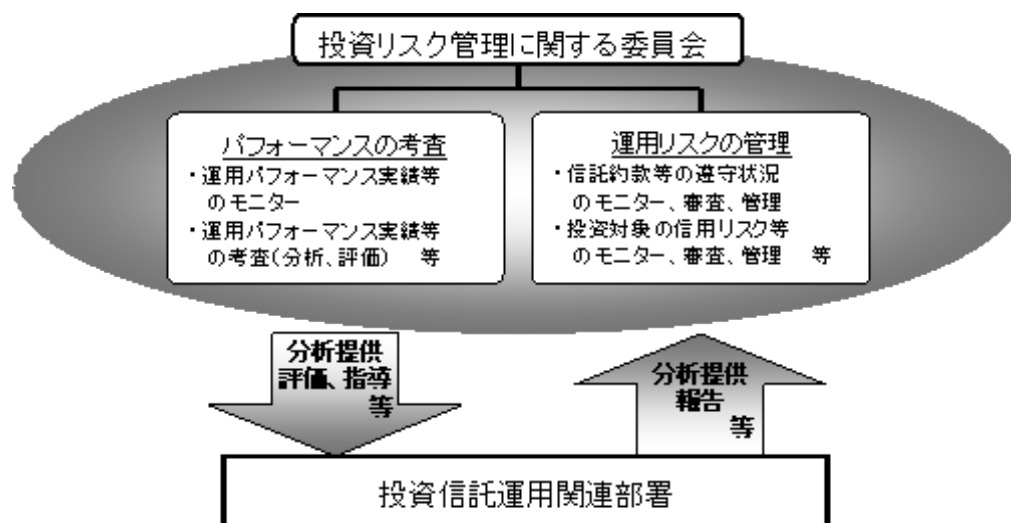 投資リスク管理に関する委員会
パフォーマンスの考査
・運用パフォーマンス実績等
のモニター
・運用パフォーマンス実績等
の考査(分析、評価) 等
運用リスクの管理
・信託約款等の遵守状況
のモニター、審査、管理
・投資対象の信用リスク等
のモニター、審査、管理 等
分析提供
評価、指導
等
分析提供
報告
等
投資信託運用関連部署